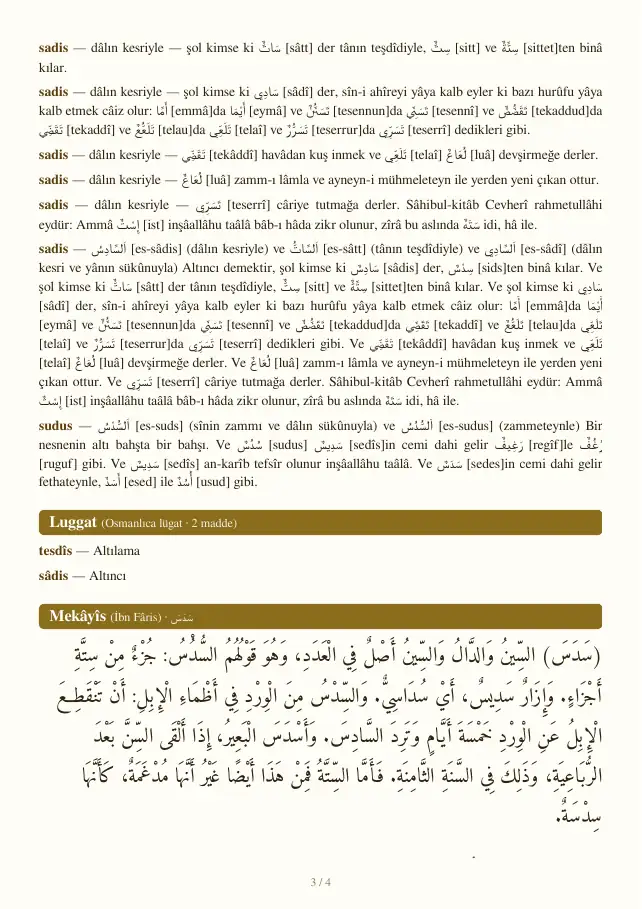 sadis — dâlın kesriyle — şol kimse ki سَاتٌّ [sâtt] der tânın teşdîdiyle, سِتٌّ [sitt] ve سِتَّةٌ [sittet]ten binâ
kılar.
sadis — dâlın kesriyle — şol kimse ki سَادِي [sâdî] der, sîn-i ahîreyi yâya kalb eyler ki bazı hurûfu yâya
kalb etmek câiz olur: أَمَّا [emmâ]da أَيْمَا [eymâ] ve تَسَنُّنٌ [tesennun]da تَسَنِّي [tesennî] ve تَقَضُّضٌ [tekaddud]da
تَقَضِّي [tekaddî] ve تَلَعُّعٌ [telau]da تَلَعِّي [telaî] ve تَسَرُّرٌ [teserrur]da تَسَرِّي [teserrî] dedikleri gibi.
sadis — dâlın kesriyle — تَقَضِّي [tekâddî] havâdan kuş inmek ve تَلَعِّي [telaî] لُعَاعٌ [luâ] devşirmeğe derler.
sadis — dâlın kesriyle — لُعَاعٌ [luâ] zamm-ı lâmla ve ayneyn-i mühmeleteyn ile yerden yeni çıkan ottur.
sadis — dâlın kesriyle — تَسَرِّي [teserrî] câriye tutmağa derler. Sâhibul-kitâb Cevherî rahmetullâhi
eydür: Ammâ إِسْتٌ [ist] inşâallâhu taâlâ bâb-ı hâda zikr olunur, zîrâ bu aslında سَتَهٌ idi, hâ ile.
sadis — اَلسَّادِسُ [es-sâdis] (dâlın kesriyle) ve اَلسَّاتُّ [es-sâtt] (tânın teşdîdiyle) ve اَلسَّادِي [es-sâdî] (dâlın
kesri ve yânın sükûnuyla) Altıncı demektir, şol kimse ki سَادِسٌ [sâdis] der, سِدْسٌ [sids]ten binâ kılar. Ve
şol kimse ki سَاتٌّ [sâtt] der tânın teşdîdiyle, سِتٌّ [sitt] ve سِتَّةٌ [sittet]ten binâ kılar. Ve şol kimse ki سَادِي
[sâdî] der, sîn-i ahîreyi yâya kalb eyler ki bazı hurûfu yâya kalb etmek câiz olur: أَمَّا [emmâ]da أَيْمَا
[eymâ] ve تَسَنُّنٌ [tesennun]da تَسَنِّي [tesennî] ve تَقَضُّضٌ [tekaddud]da تَقَضِّي [tekaddî] ve تَلَعُّعٌ [telau]da تَلَعِّي
[telaî] ve تَسَرُّرٌ [teserrur]da تَسَرِّي [teserrî] dedikleri gibi. Ve تَقَضِّي [tekâddî] havâdan kuş inmek ve تَلَعِّي
[telaî] لُعَاعٌ [luâ] devşirmeğe derler. Ve لُعَاعٌ [luâ] zamm-ı lâmla ve ayneyn-i mühmeleteyn ile yerden yeni
çıkan ottur. Ve تَسَرِّي [teserrî] câriye tutmağa derler. Sâhibul-kitâb Cevherî rahmetullâhi eydür: Ammâ
إِسْتٌ [ist] inşâallâhu taâlâ bâb-ı hâda zikr olunur, zîrâ bu aslında سَتَهٌ idi, hâ ile.
sudus — اَلسُّدْسُ [es-suds] (sînin zammı ve dâlın sükûnuyla) ve اَلسُّدُسُ [es-sudus] (zammeteynle) Bir
nesnenin altı bahşta bir bahşı. Ve سُدُسٌ [sudus] سَدِيسٌ [sedîs]in cemi dahi gelir رَغِيفٌ [regîf]le رُغُفٌ
[ruguf] gibi. Ve سَدِيسٌ [sedîs] an-karîb tefsîr olunur inşâallâhu taâlâ. Ve سَدَسٌ [sedes]in cemi dahi gelir
fethateynle, أَسَدٌ [esed] ile أُسُدٌ [usud] gibi.
Luggat (Osmanlıca lügat · 2 madde)
tesdîs — Altılama
sâdis — Altıncı
Mekâyîs (İbn Fâris) · سَدَسَ
(سَدَسَ) السِّينُ وَالدَّالُ وَالسِّينُ أَصْلٌ فِي الْعَدَدِ، وَهُوَ قَوْلُهُمُ السُّدُسُ: جُزْءٌ مِنْ سِتَّةِ
أَجْزَاءٍ. وَإِزَارٌ سَدِيسٌ، أَيْ سُدَاسِيٌّ. وَالسِّدْسُ مِنَ الْوِرْدِ فِي أَظْمَاءِ الْإِبِلِ: أَنْ تَنْقَطِعَ
الْإِبِلُ عَنِ الْوِرْدِ خَمْسَةَ أَيَّامٍ وَتَرِدَ السَّادِسَ. وَأَسْدَسَ الْبَعِيرُ، إِذَا أَلْقَى السِّنَّ بَعْدَ
الرَّبَاعِيَةِ، وَذَلِكَ فِي السَّنَةِ الثَّامِنَةِ. فَأَمَّا السِّتَّةُ فَمِنْ هَذَا أَيْضًا غَيْرُ أَنَّهَا مُدْغَمَةٌ، كَأَنَّهَا
سِدْسَةٌ.
3 / 4